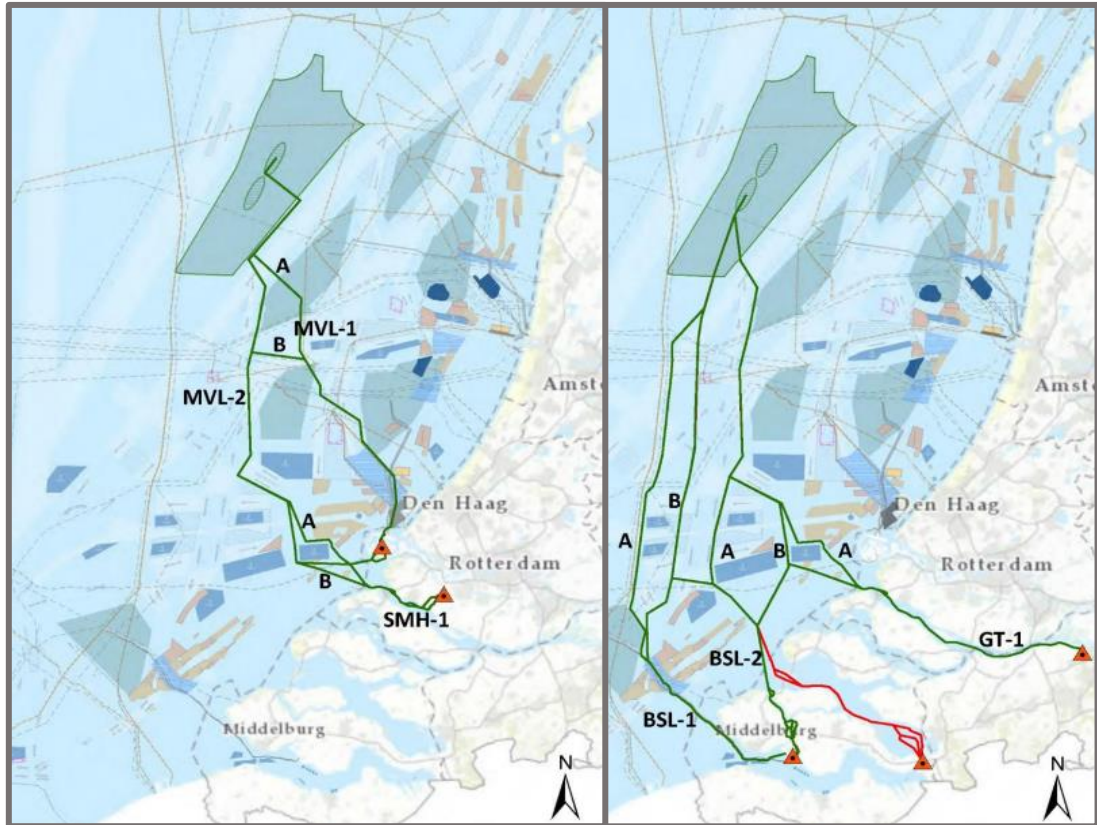 A
MVL-1
B
MVL-2
Amst
Den Haag
A
Rotterdam
B
SMH-1
Middelburg
N
Amste
Den Haag
B
A
A
B
A
Rotterdam
GT-1
BSL-2
BSL-1
Middelburg
N